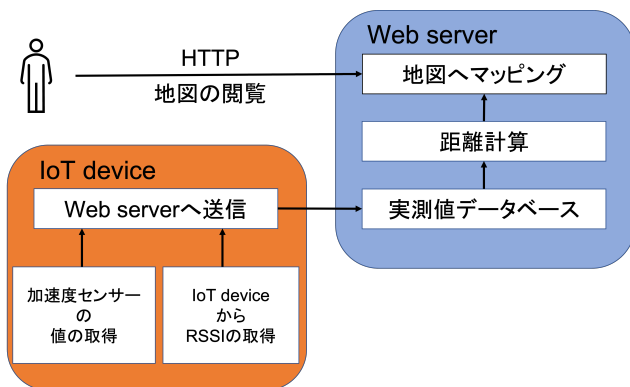 Web server
HTTP
地図の閲覧
地図へマッピング
距離計算
実測値データベース
IoT device
Web serverへ送信
加速度センサー
の
値の取得
IoT device
から
RSSIの取得